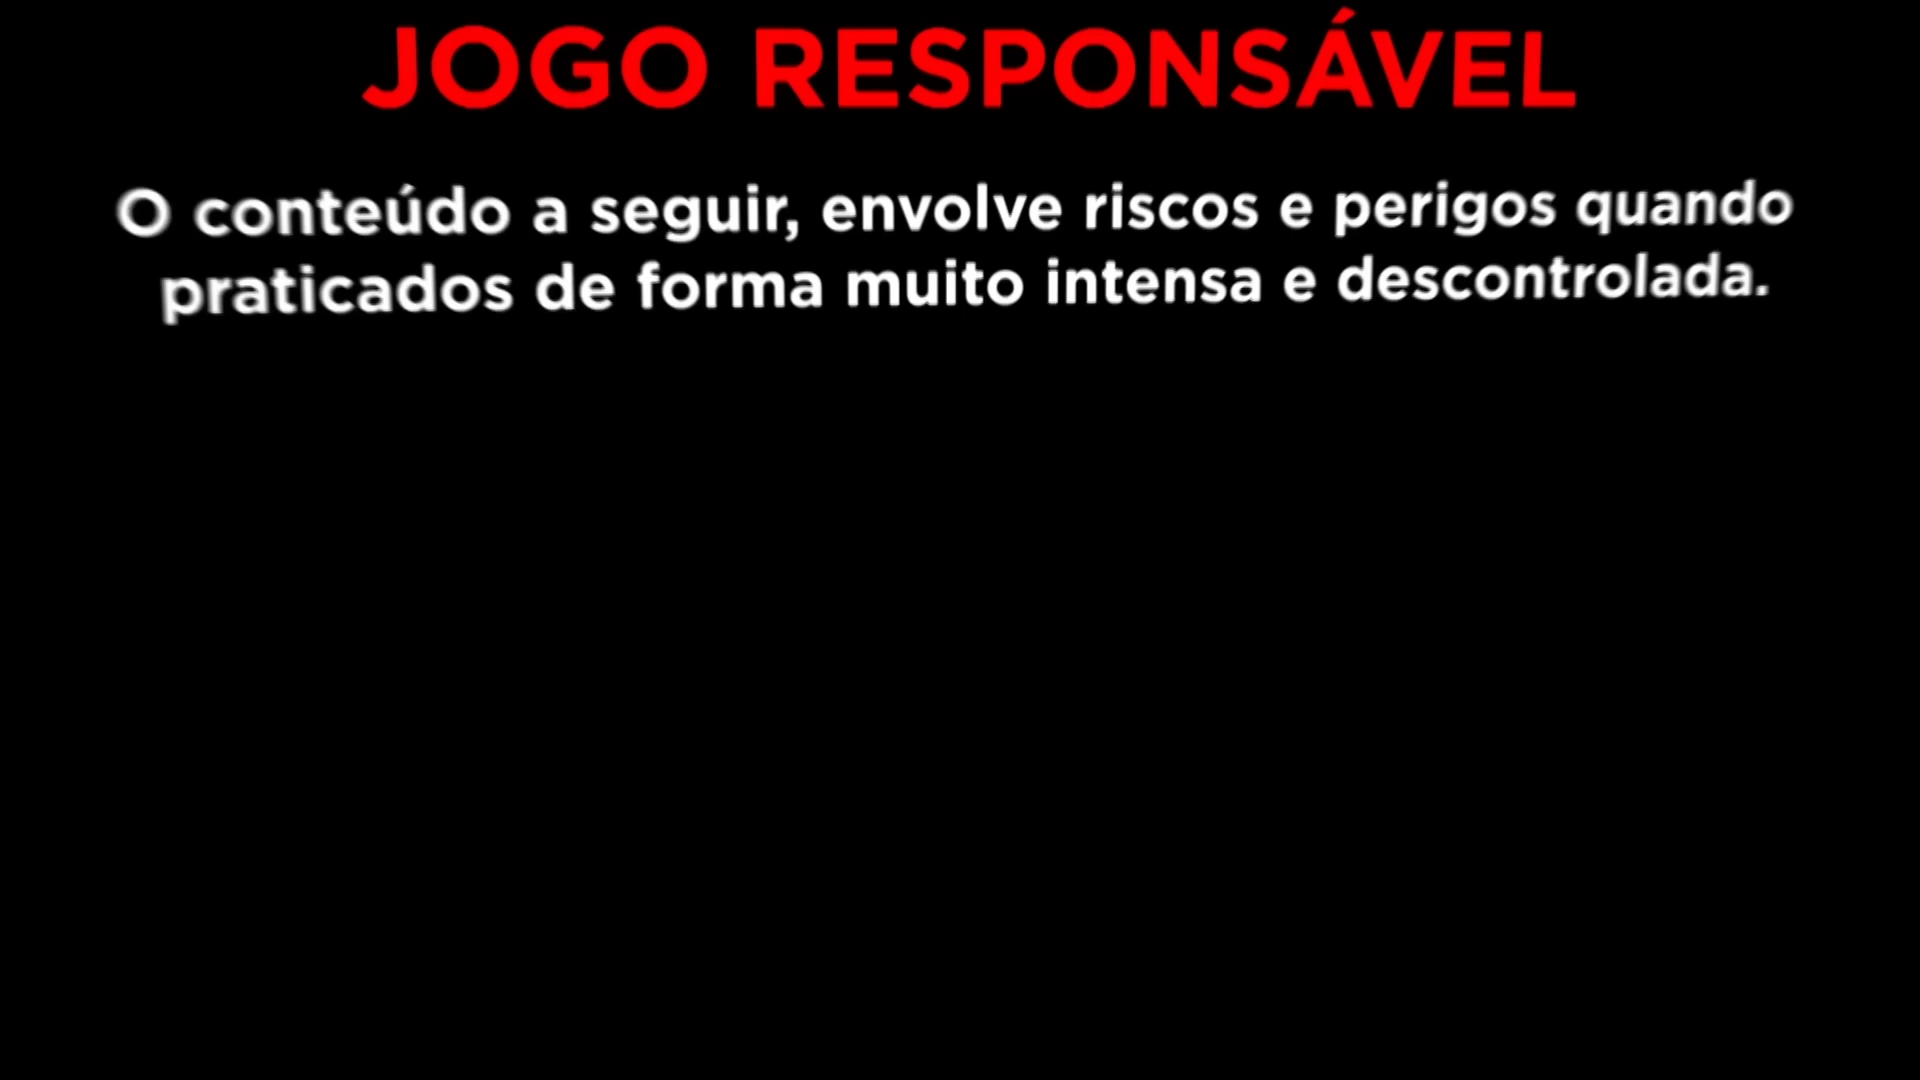 JOGO RESPONSÁVEL
O conteúdo a seguir, envolve riscos e perigos quando
praticados de forma muito intensa e descontrolada.